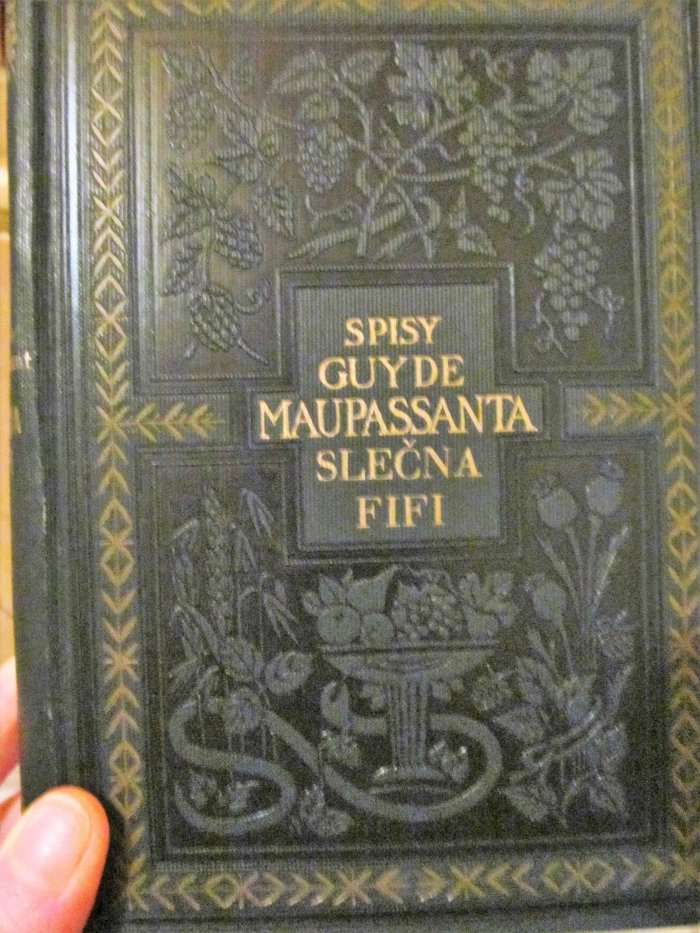 SPISY
GUY DE
MAUPASSANTA
SLEČNA
FIFI